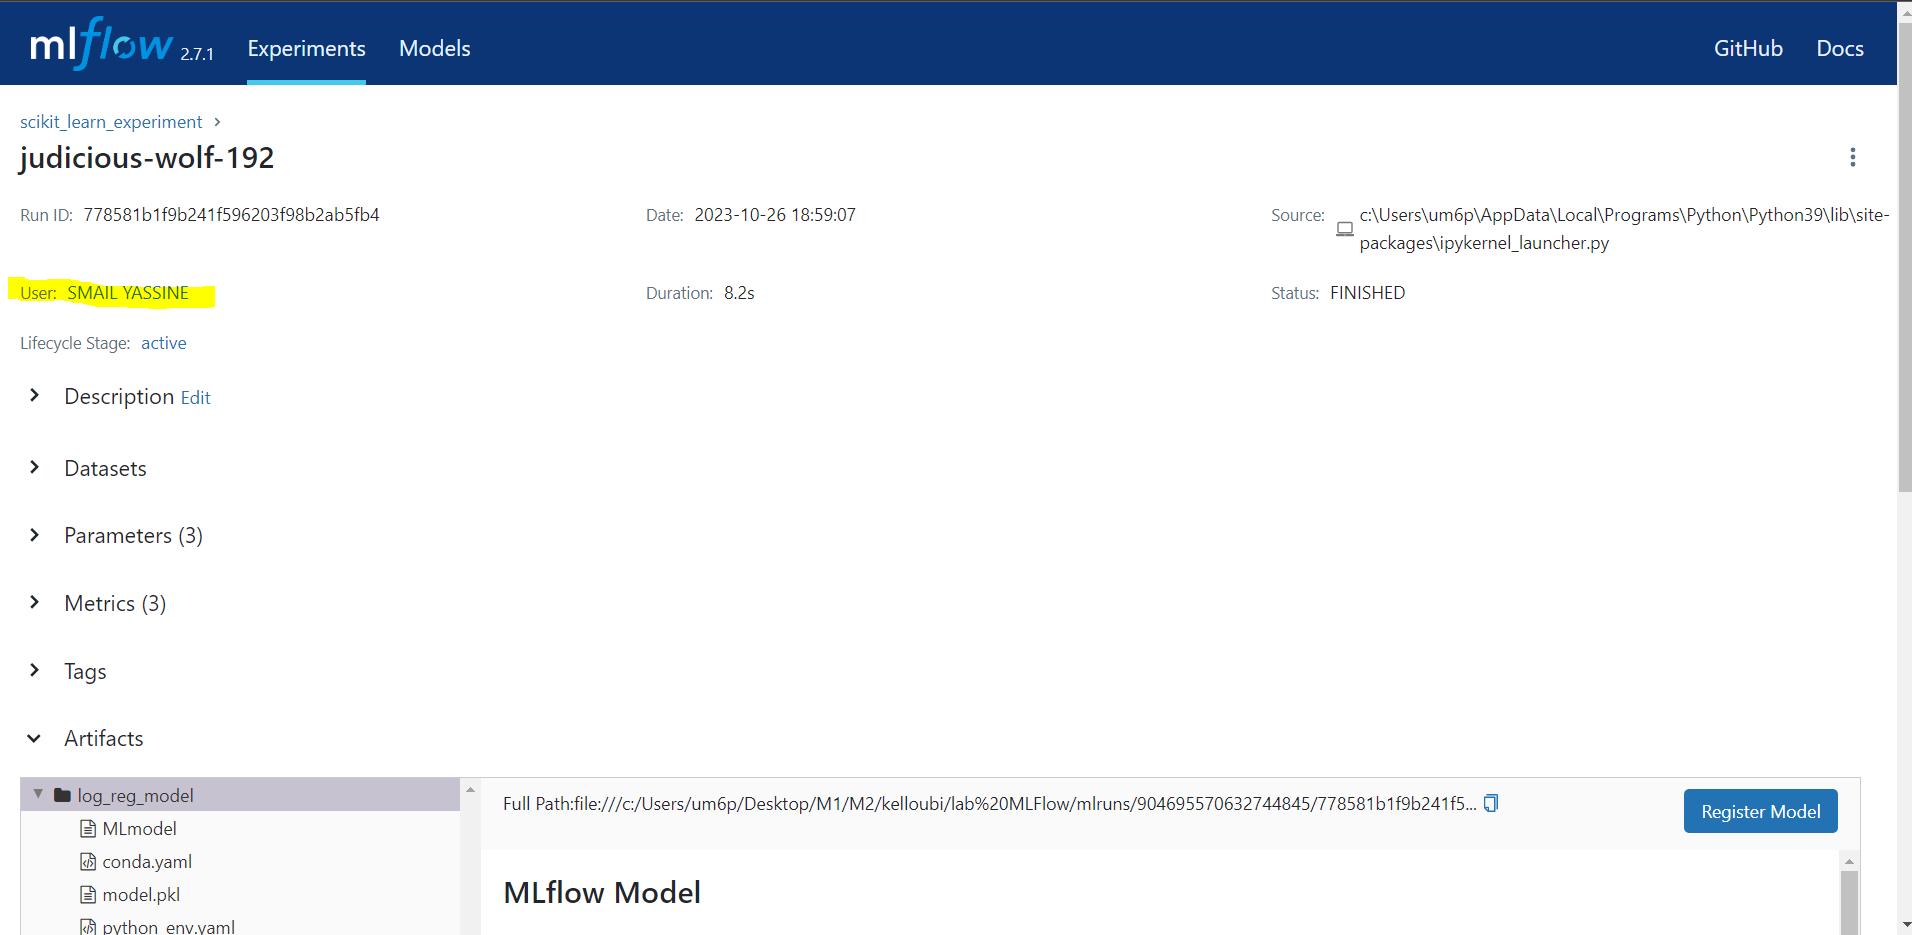 mlflow 2.7.1 Experiments Models GitHub Docs
scikit_learn_experiment
judicious-wolf-192
Run ID: 778581b1f9b241f596203f98b2ab5fb4
Date: 2023-10-26 18:59:07
Source: c:\Users\um6p\AppData\Local\Programs\Python\Python39\lib\site-
packages\ipykernel_launcher.py
User: SMAIL YASSINE
Duration: 8.2s
Status: FINISHED
Lifecycle Stage: active
Description Edit
Datasets
Parameters (3)
Metrics (3)
Tags
Artifacts
log_reg_model
MLmodel
conda.yaml
model.pkl
python_env.yaml
Full Path:file:///c:/Users/um6p/Desktop/M1/M2/kelloubi/lab%20MLFlow/mlruns/904695570632744845/778581b1f9b241f5...
Register Model
MLflow Model